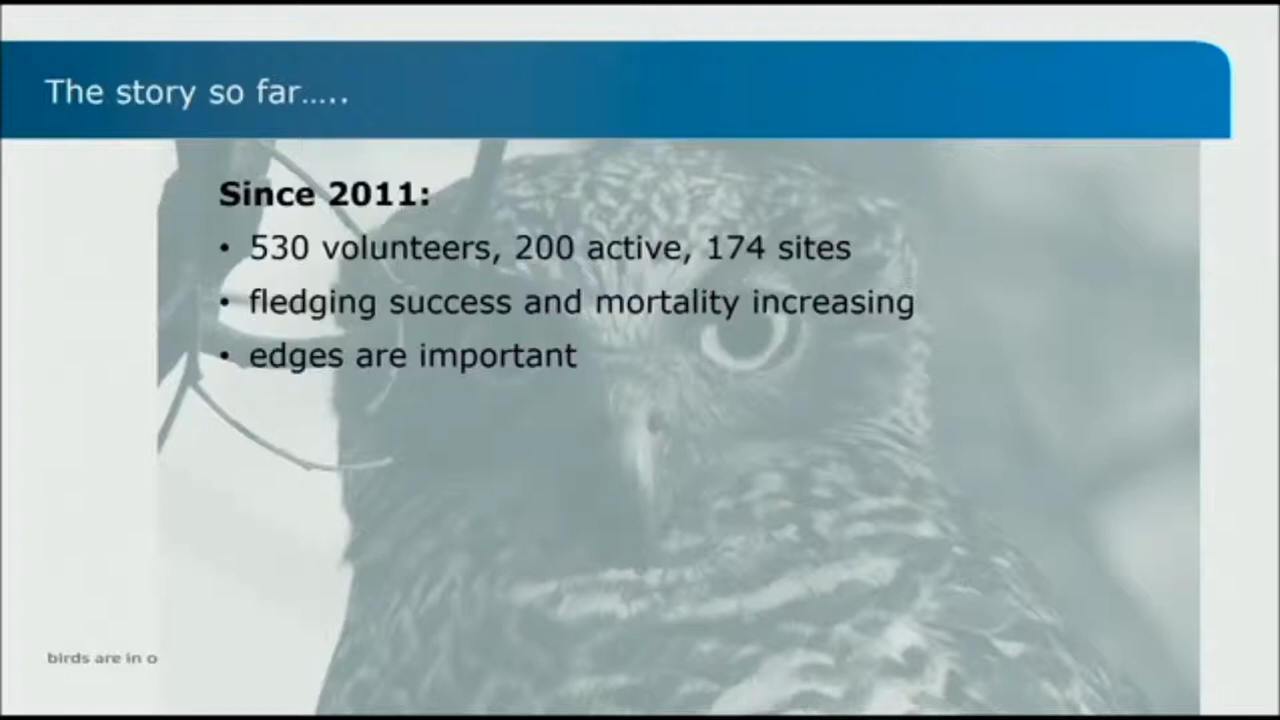 The story so far.....
Since 2011:
• 530 volunteers, 200 active, 174 sites
• fledging success and mortality increasing
• edges are important
birds are in o